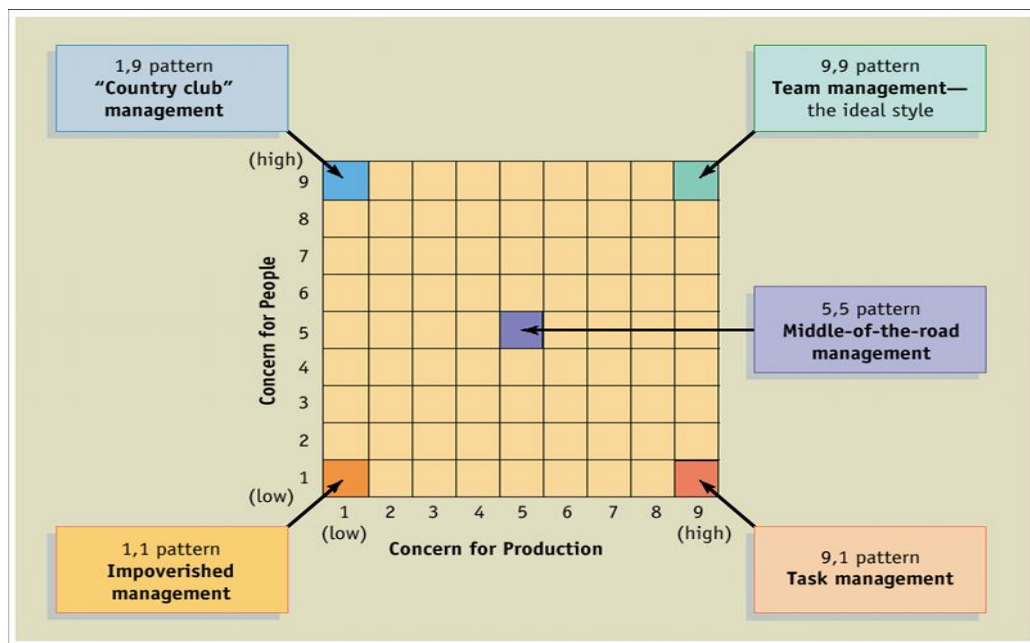 1,9 pattern
“Country club”
management
9,9 pattern
Team management—
the ideal style
(high)
9
8
7
6
5
4
3
2
1
(low)
Concern for People
5,5 pattern
Middle-of-the-road
management
1 2 3 4 5 6 7 8 9
(low) (high)
Concern for Production
1,1 pattern
Impoverished
management
9,1 pattern
Task management